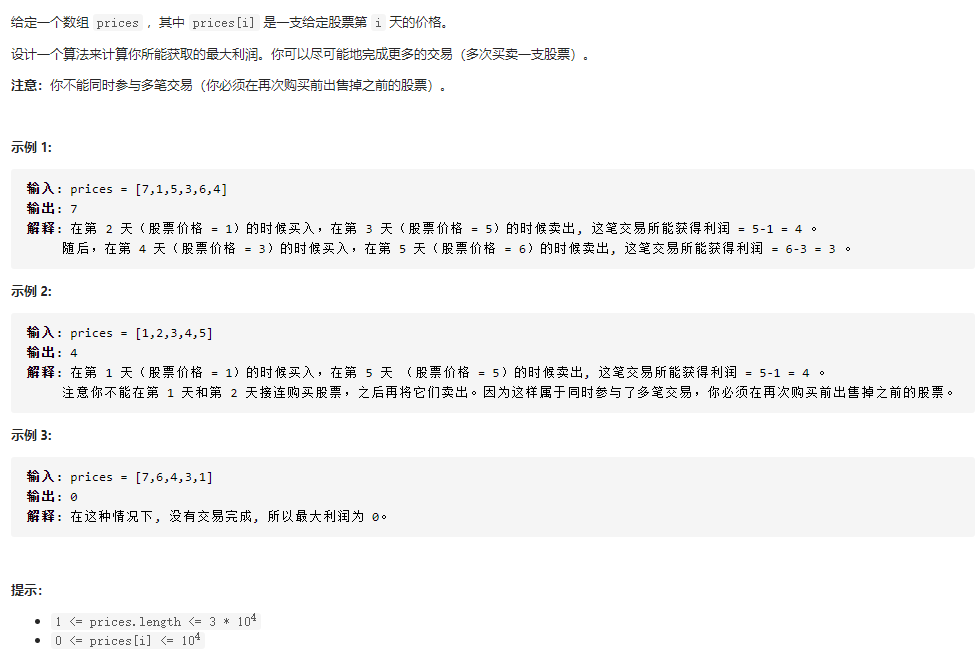 给定一个数组 prices ，其中 prices[i] 是一支给定股票第 i 天的价格。
设计一个算法来计算你所能获取的最大利润。你可以尽可能地完成更多的交易（多次买卖一支股票）。
注意：你不能同时参与多笔交易（你必须在再次购买前出售掉之前的股票）。
示例 1:
输入: prices = [7,1,5,3,6,4]
输出: 7
解释: 在第 2 天（股票价格 = 1）的时候买入，在第 3 天（股票价格 = 5）的时候卖出, 这笔交易所能获得利润 = 5-1 = 4 。
随后，在第 4 天（股票价格 = 3）的时候买入，在第 5 天（股票价格 = 6）的时候卖出, 这笔交易所能获得利润 = 6-3 = 3 。
示例 2:
输入: prices = [1,2,3,4,5]
输出: 4
解释: 在第 1 天（股票价格 = 1）的时候买入，在第 5 天 （股票价格 = 5）的时候卖出, 这笔交易所能获得利润 = 5-1 = 4 。
注意你不能在第 1 天和第 2 天接连购买股票，之后再将它们卖出。因为这样属于同时参与了多笔交易，你必须在再次购买前出售掉之前的股票。
示例 3:
输入: prices = [7,6,4,3,1]
输出: 0
解释: 在这种情况下, 没有交易完成, 所以最大利润为 0。
提示：
• 1 <= prices.length <= 3 * 10⁴
• 0 <= prices[i] <= 10⁴